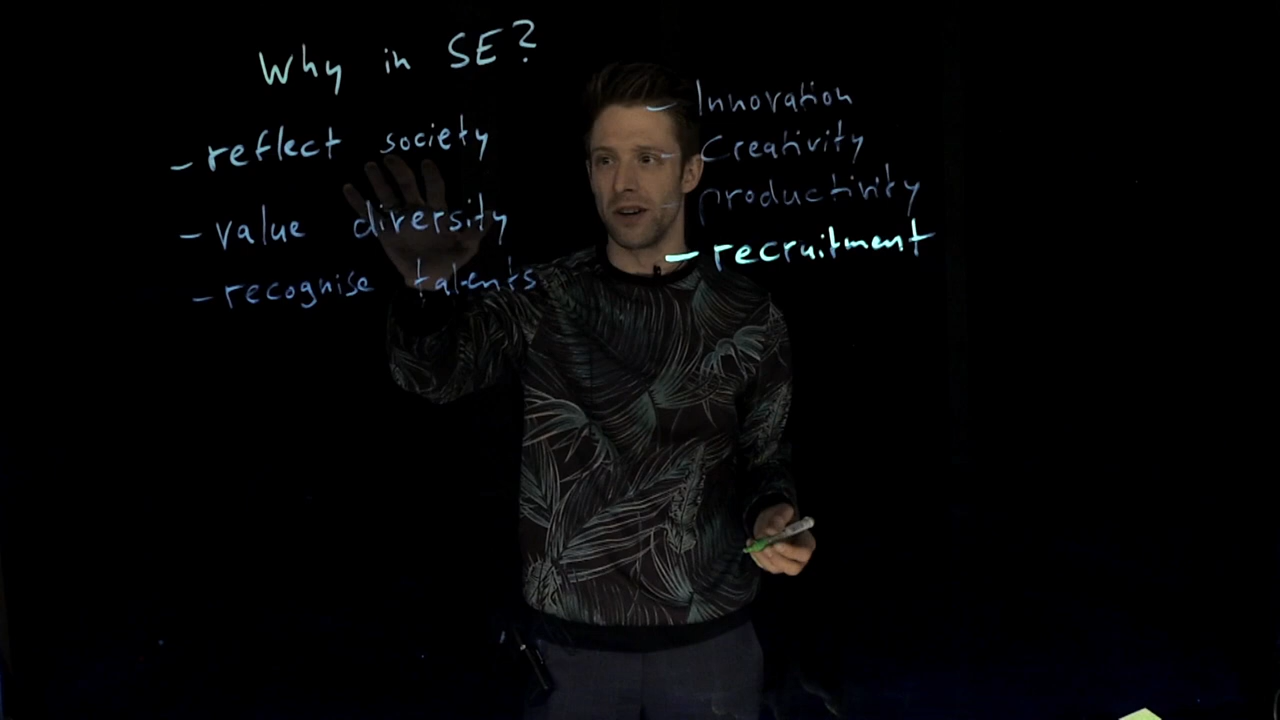 Why in SE?
- reflect society
- value diversity
- recognise talents
- Innovation
- Creativity
- productivity
- recruitment